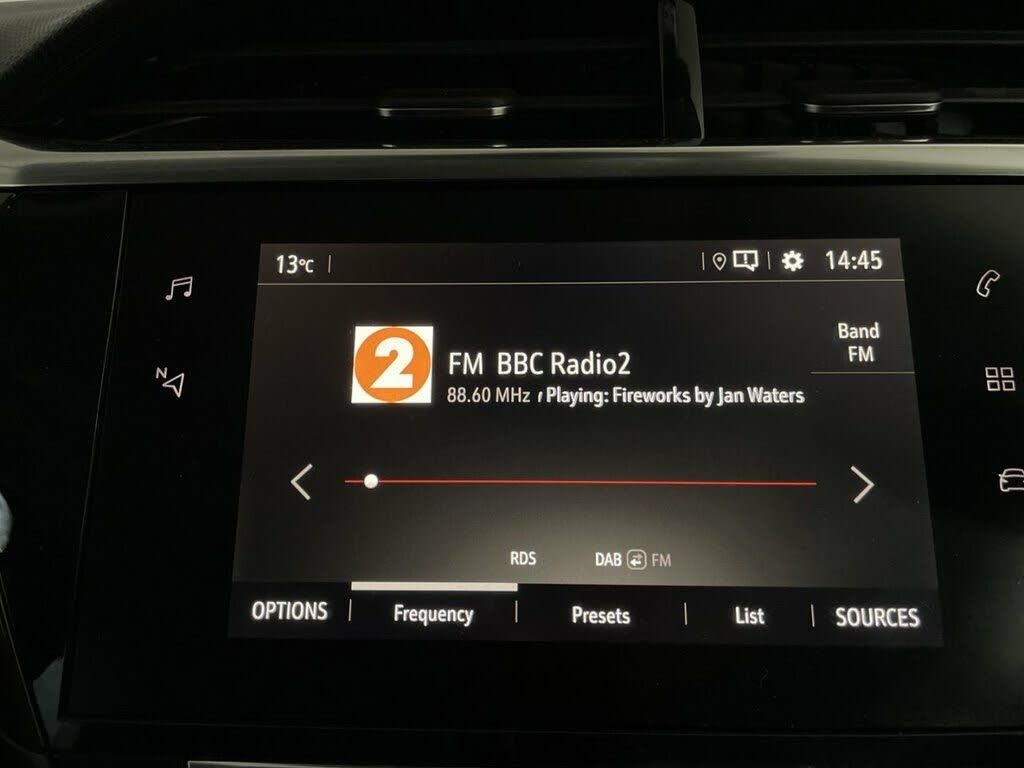 13°C
14:45
N
2
FM BBC Radio2
88.60 MHz / Playing: Fireworks by Jan Waters
Band
FM
RDS
DAB FM
OPTIONS
Frequency
Presets
List
SOURCES